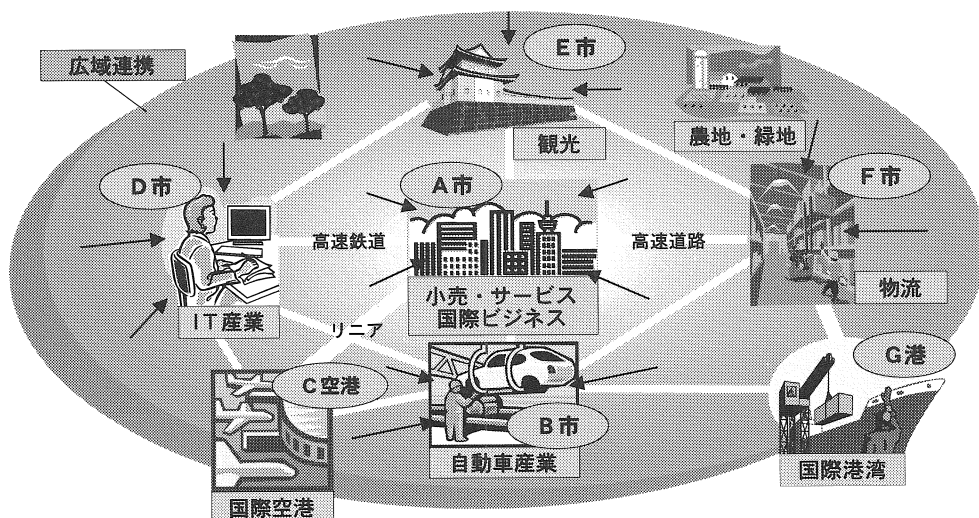 広域連携
E市
観光
農地・緑地
D市
A市
F市
高速鉄道
高速道路
小売・サービス
国際ビジネス
物流
IT産業
リニア
C空港
G港
B市
自動車産業
国際港湾
国際空港